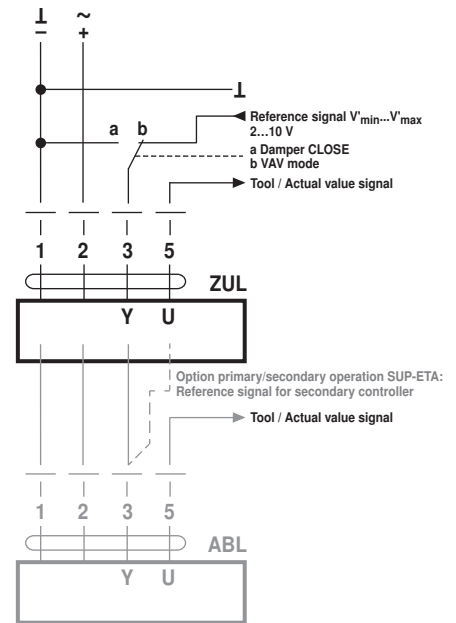 ⊥ ~
– +
⊥
a b
Reference signal V'min...V'max
2…10 V
a Damper CLOSE
b VAV mode
Tool / Actual value signal
1 2 3 5
ZUL
Y U
Option primary/secondary operation SUP-ETA:
Reference signal for secondary controller
Tool / Actual value signal
1 2 3 5
ABL
Y U